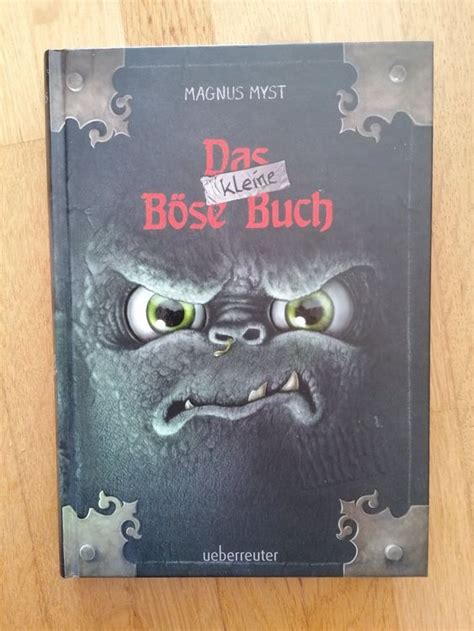 MAGNUS MYST
Das
kleine
Böse Buch
ueberreuter